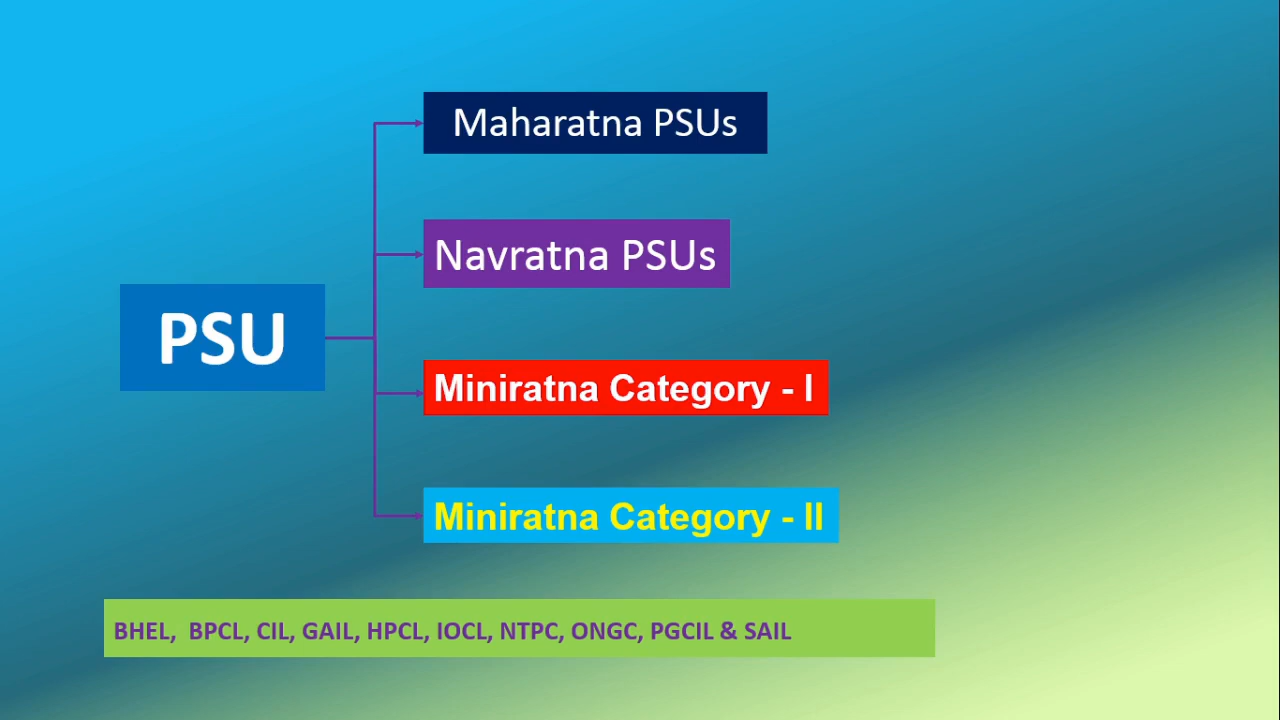 Maharatna PSUs
Navratna PSUs
PSU
Miniratna Category - I
Miniratna Category - II
BHEL, BPCL, CIL, GAIL, HPCL, IOCL, NTPC, ONGC, PGCIL & SAIL